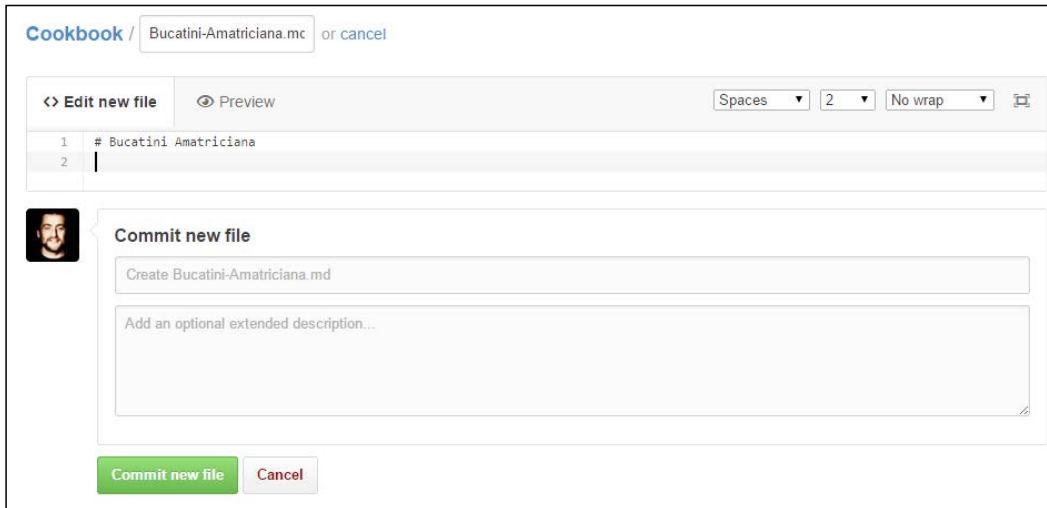 Cookbook / Bucatini-Amatriciana.mc or cancel
<> Edit new file Preview Spaces 2 No wrap
1 # Bucatini Amatriciana
2
Commit new file
Create Bucatini-Amatriciana.md
Add an optional extended description...
Commit new file Cancel